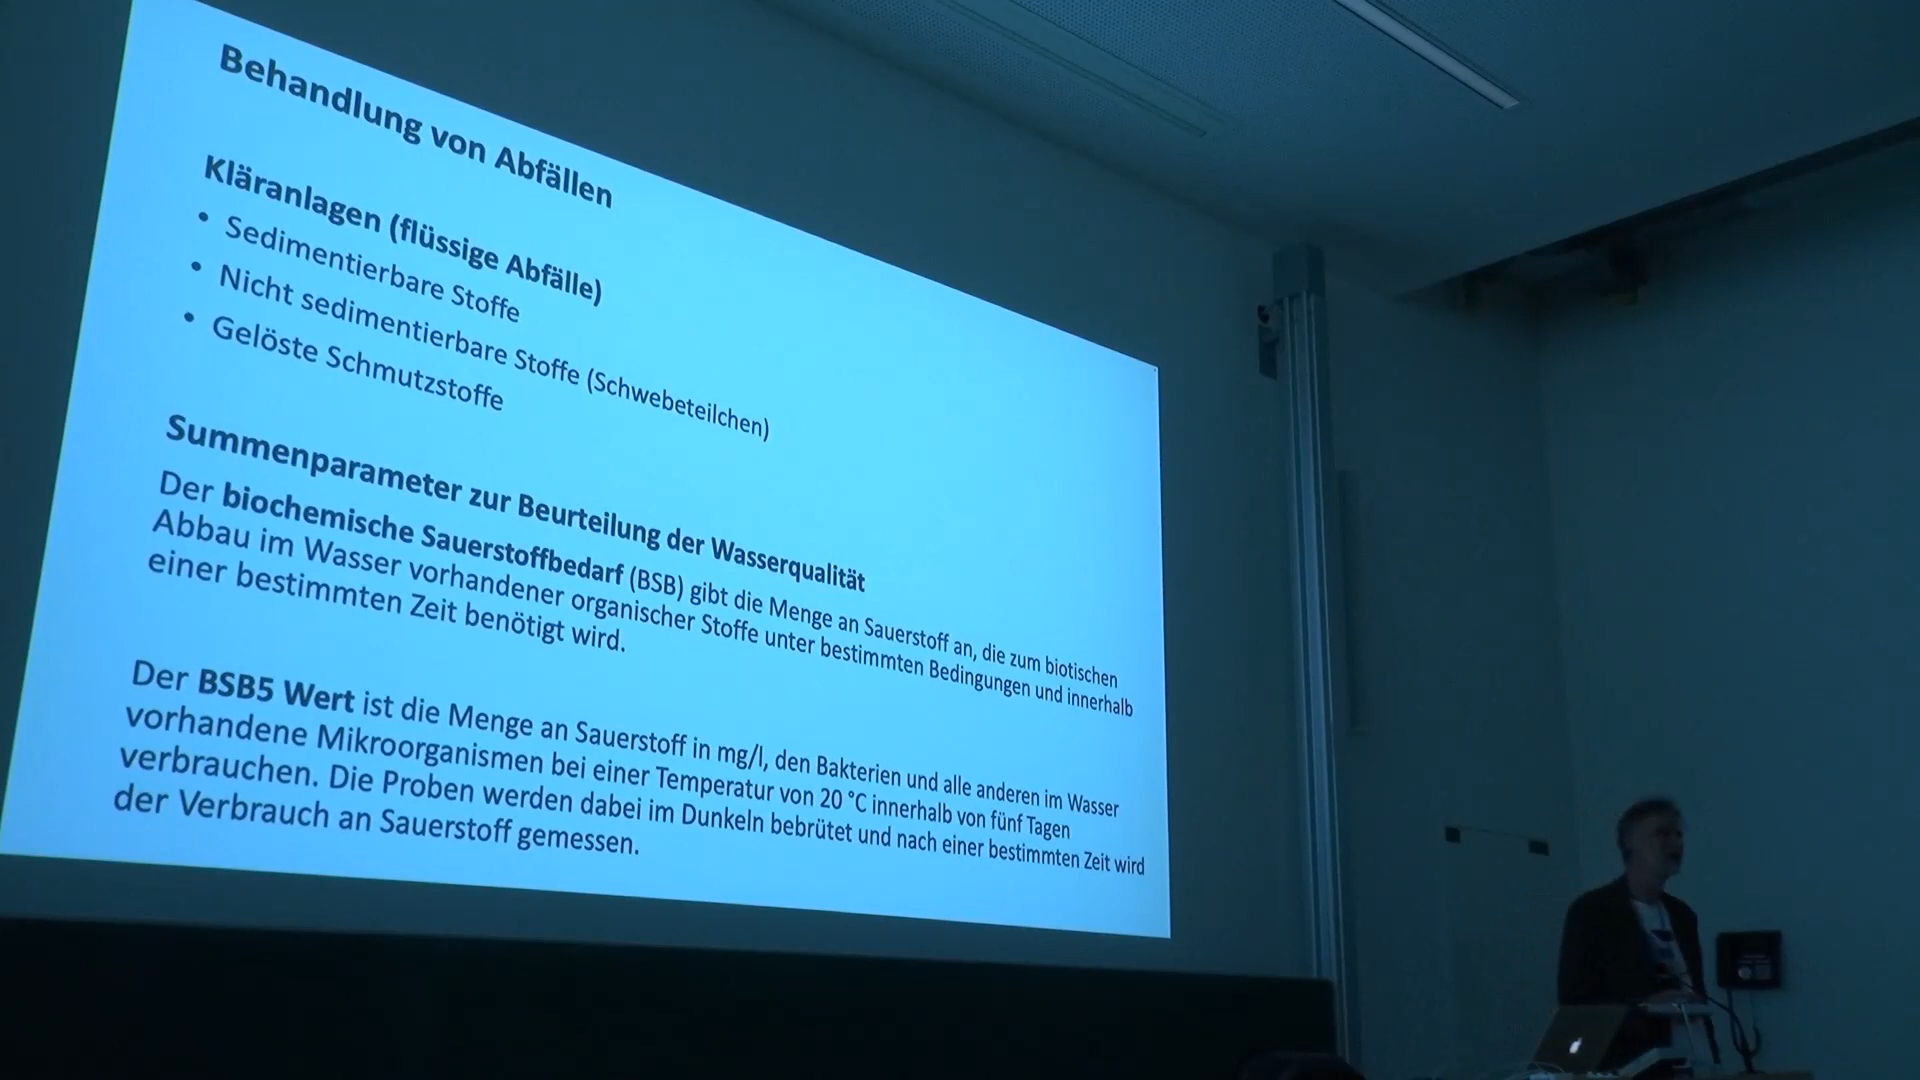 Behandlung von Abfällen
Kläranlagen (flüssige Abfälle)
• Sedimentierbare Stoffe
• Nicht sedimentierbare Stoffe (Schwebeteilchen)
• Gelöste Schmutzstoffe
Summenparameter zur Beurteilung der Wasserqualität
Der biochemische Sauerstoffbedarf (BSB) gibt die Menge an Sauerstoff an, die zum biotischen
Abbau im Wasser vorhandener organischer Stoffe unter bestimmten Bedingungen und innerhalb
einer bestimmten Zeit benötigt wird.
Der BSB5 Wert ist die Menge an Sauerstoff in mg/l, den Bakterien und alle anderen im Wasser
vorhandene Mikroorganismen bei einer Temperatur von 20 °C innerhalb von fünf Tagen
verbrauchen. Die Proben werden dabei im Dunkeln bebrütet und nach einer bestimmten Zeit wird
der Verbrauch an Sauerstoff gemessen.